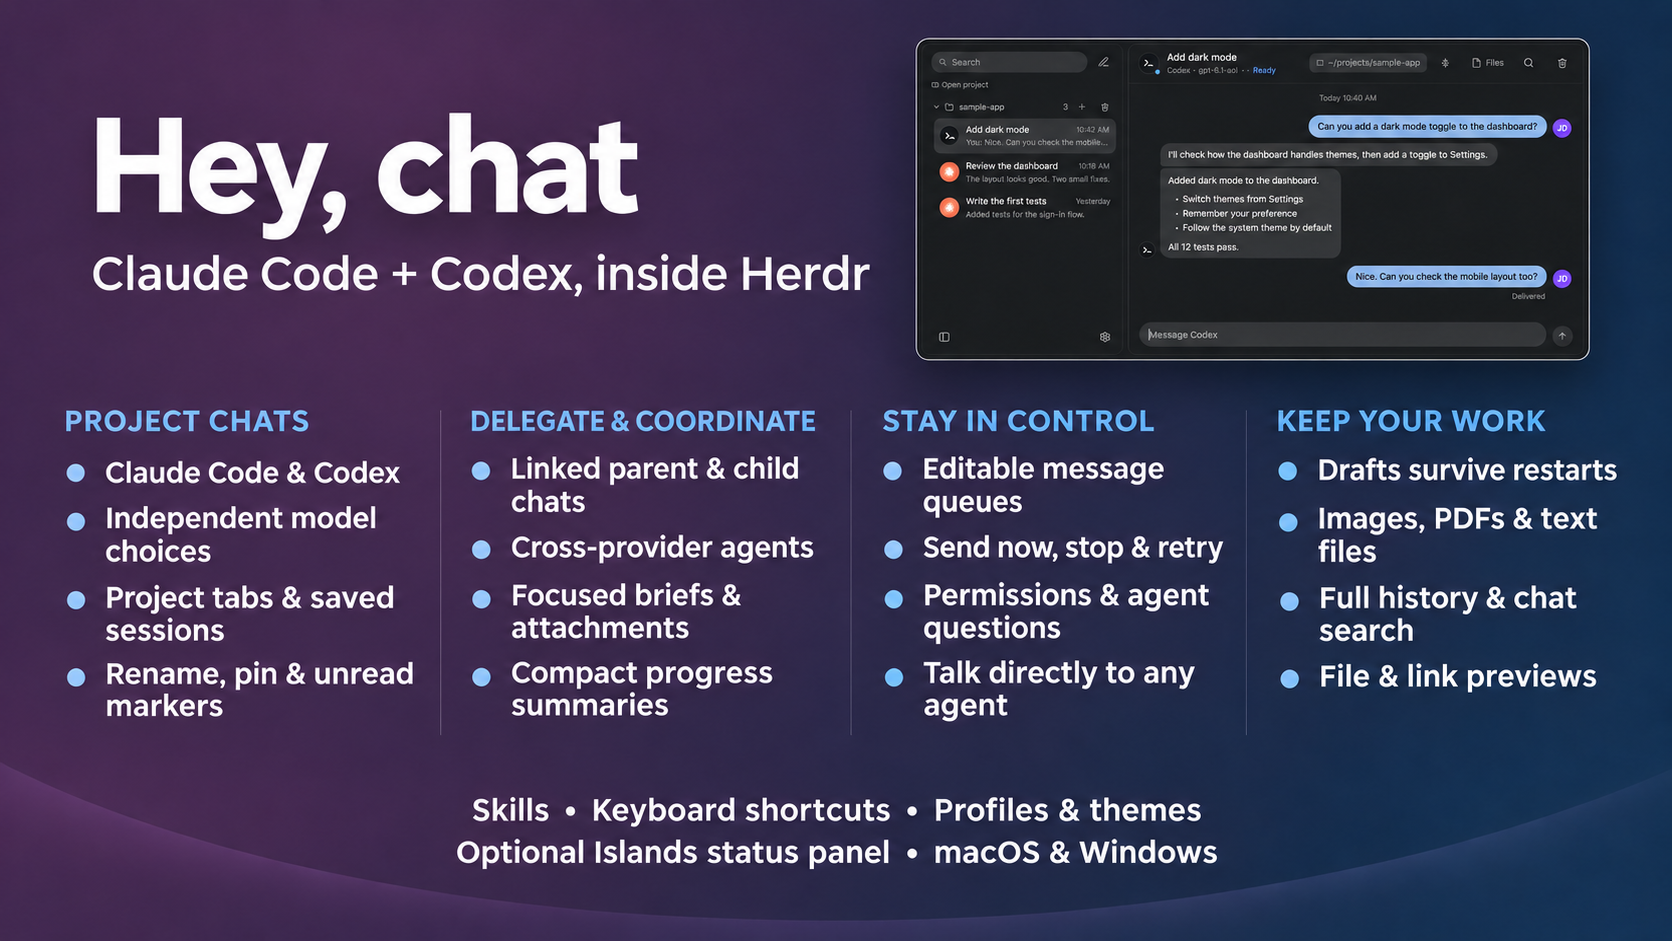 Hey, chat
Claude Code + Codex, inside Herdr
Search
Open project
sample-app 3 +
Add dark mode 10:42 AM
You: Nice. Can you check the mobile...
Review the dashboard 10:18 AM
The layout looks good. Two small fixes.
Write the first tests Yesterday
Added tests for the sign-in flow.
Add dark mode
Codex · Ready
~/projects/sample-app
Files
Today 10:40 AM
Can you add a dark mode toggle to the dashboard?
JD
I'll check how the dashboard handles themes, then add a toggle to Settings.
Added dark mode to the dashboard.
• Switch themes from Settings
• Remember your preference
• Follow the system theme by default
All 12 tests pass.
Nice. Can you check the mobile layout too?
JD
Delivered
Message Codex
PROJECT CHATS
● Claude Code & Codex
● Independent model
choices
● Project tabs & saved
sessions
● Rename, pin & unread
markers
DELEGATE & COORDINATE
● Linked parent & child
chats
● Cross-provider agents
● Focused briefs &
attachments
● Compact progress
summaries
STAY IN CONTROL
● Editable message
queues
● Send now, stop & retry
● Permissions & agent
questions
● Talk directly to any
agent
KEEP YOUR WORK
● Drafts survive restarts
● Images, PDFs & text
files
● Full history & chat
search
● File & link previews
Skills • Keyboard shortcuts • Profiles & themes
Optional Islands status panel • macOS & Windows